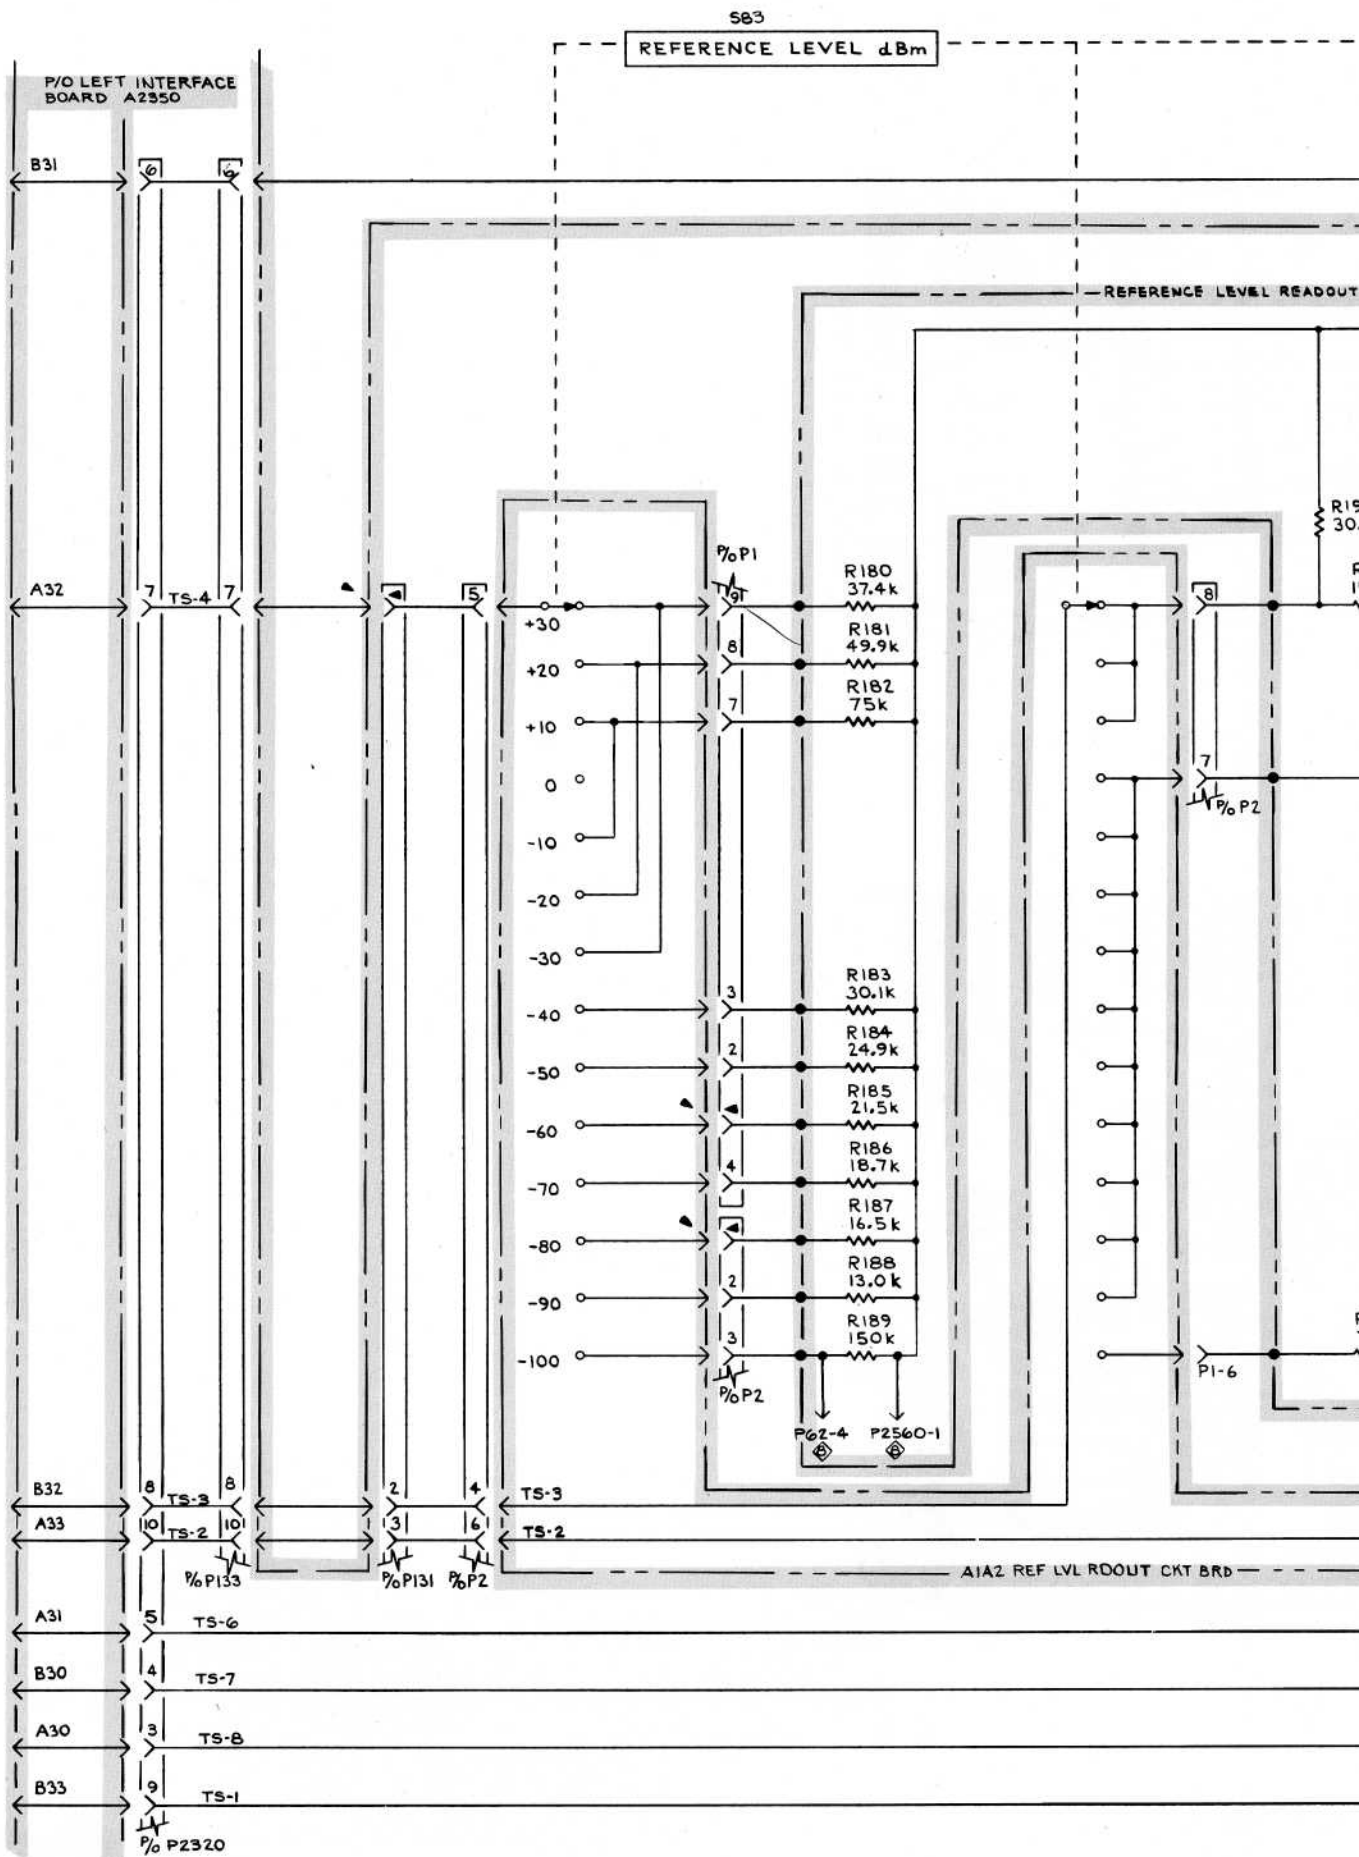 S83
REFERENCE LEVEL dBm
P/O LEFT INTERFACE
BOARD A2350
B31
6
6
REFERENCE LEVEL READOUT
A32
7
TS-4
7
5
+30
+20
+10
0
-10
-20
-30
-40
-50
-60
-70
-80
-90
-100
P/O P1
9
8
7
3
2
4
2
3
P/O P2
R180
37.4k
R181
49.9k
R182
75k
R183
30.1k
R184
24.9k
R185
21.5k
R186
18.7k
R187
16.5k
R188
13.0k
R189
150k
P62-4
8
P2560-1
8
8
7
P/O P2
P1-6
B32
8
TS-3
8
2
4
TS-3
A33
10
TS-2
10
3
6
TS-2
P/O P133
P/O P131
P/O P2
A1A2 REF LVL RDOUT CKT BRD
A31
5
TS-6
B30
4
TS-7
A30
3
TS-8
B33
9
TS-1
P/O P2320